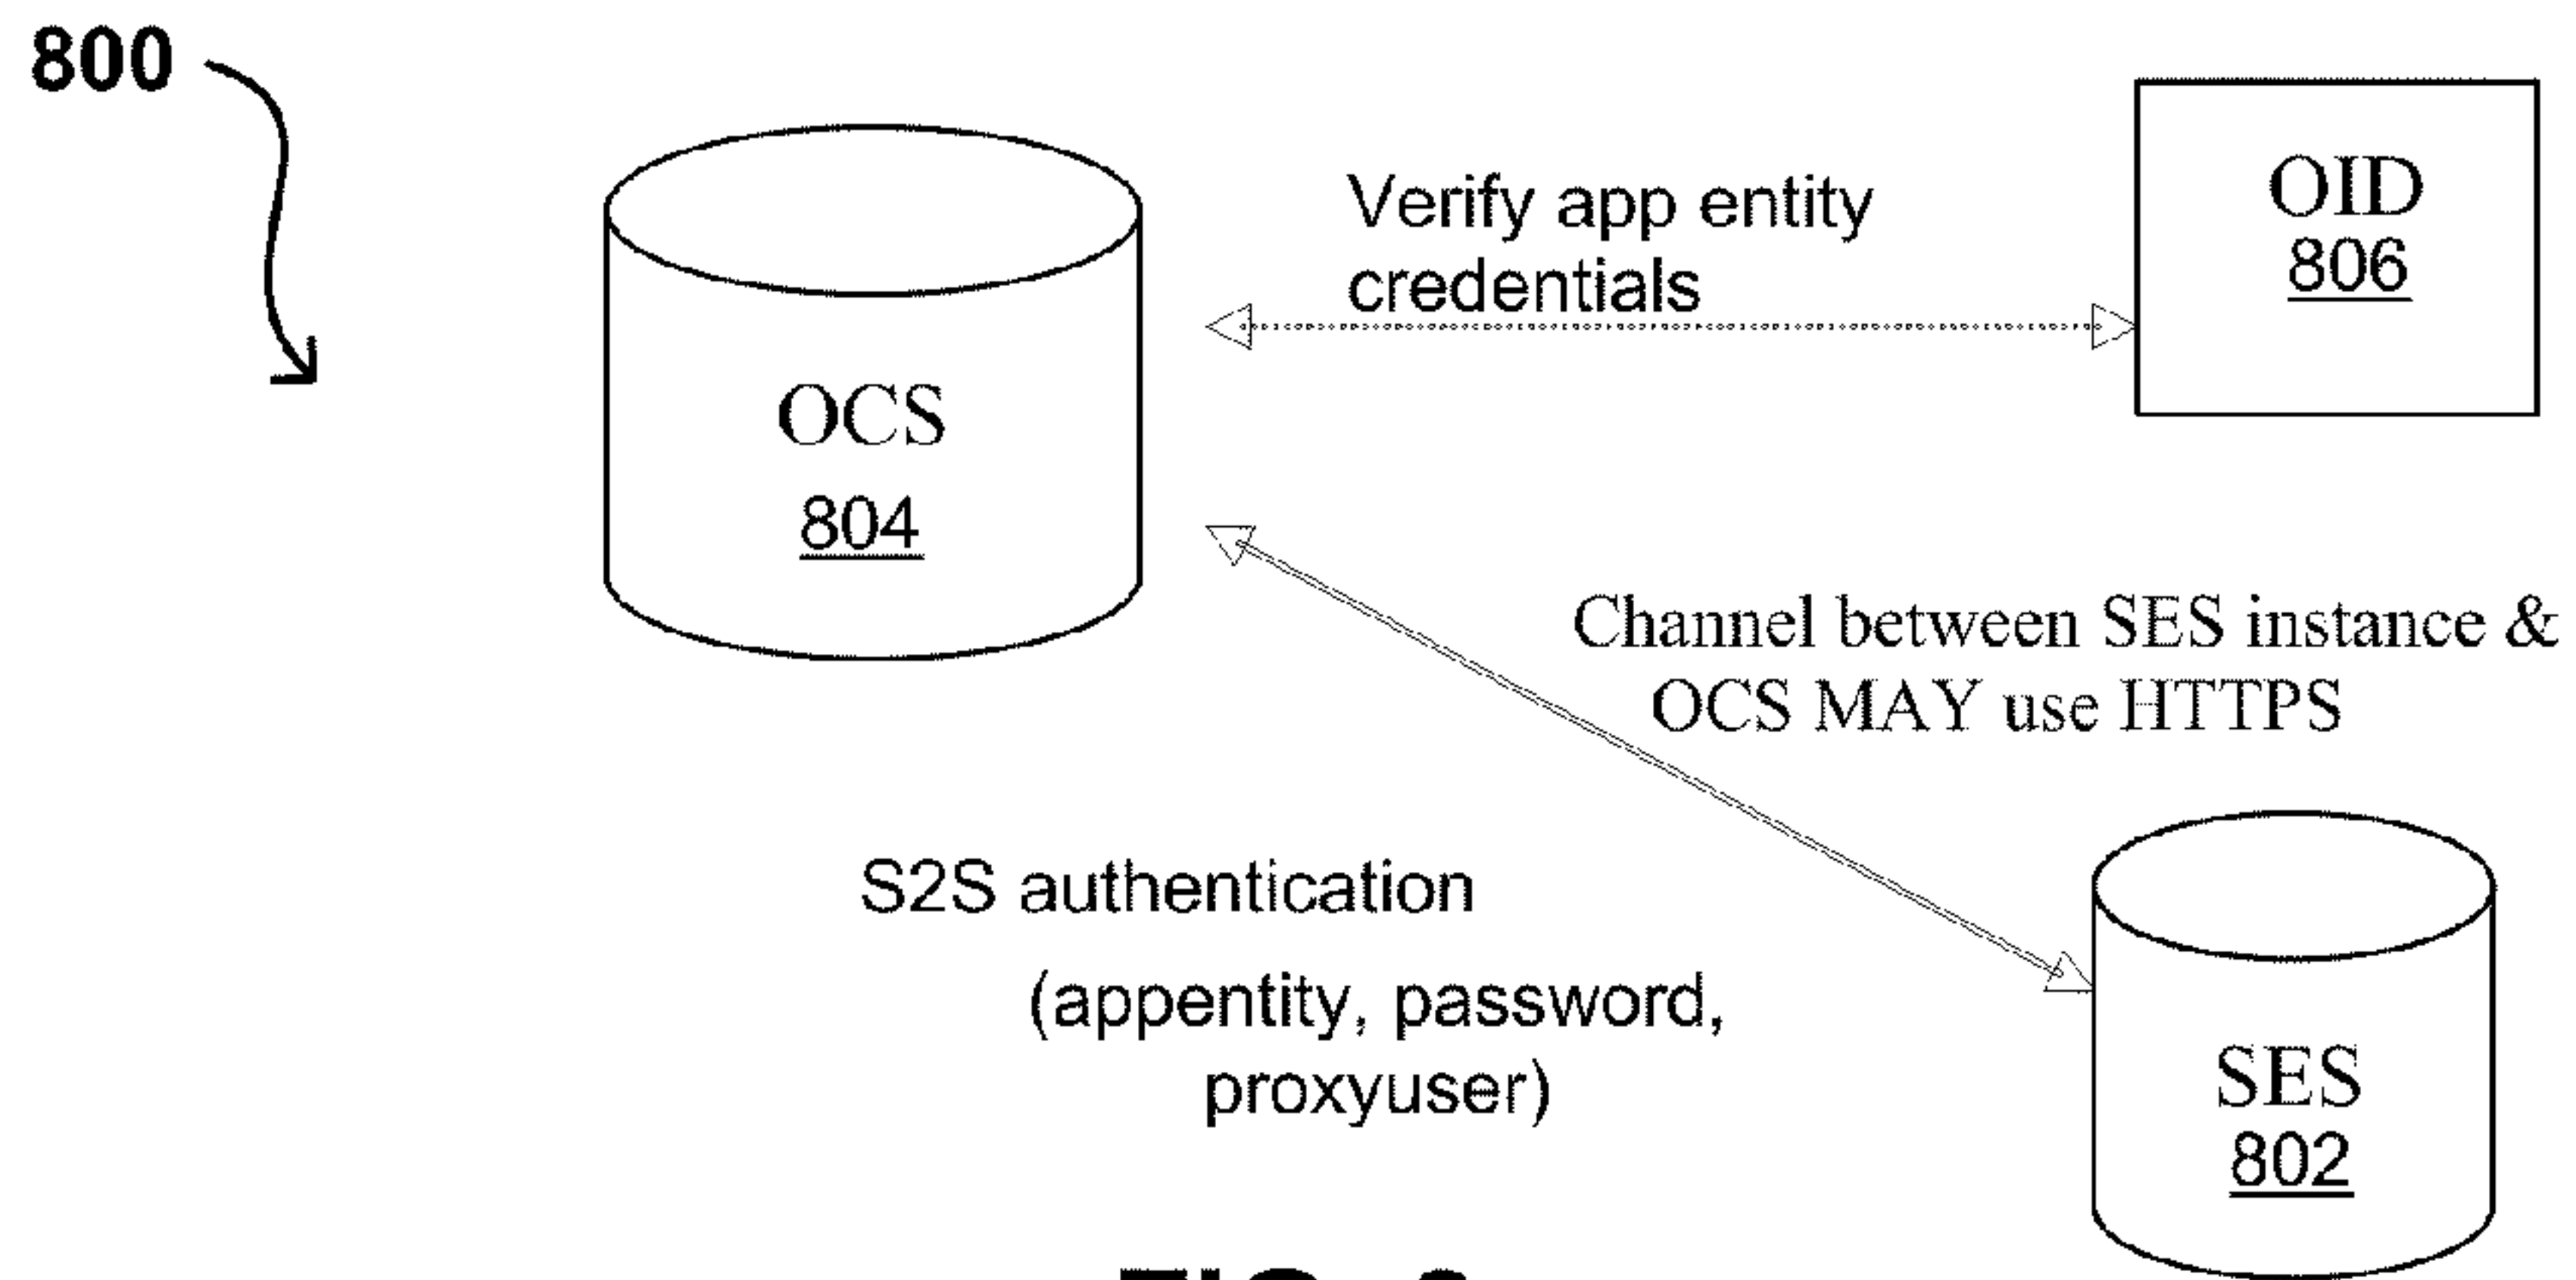 800
OID
806
Verify app entity
credentials
OCS
804
Channel between SES instance &
OCS MAY use HTTPS
S2S authentication
(appentity, password,
proxyuser)
SES
802